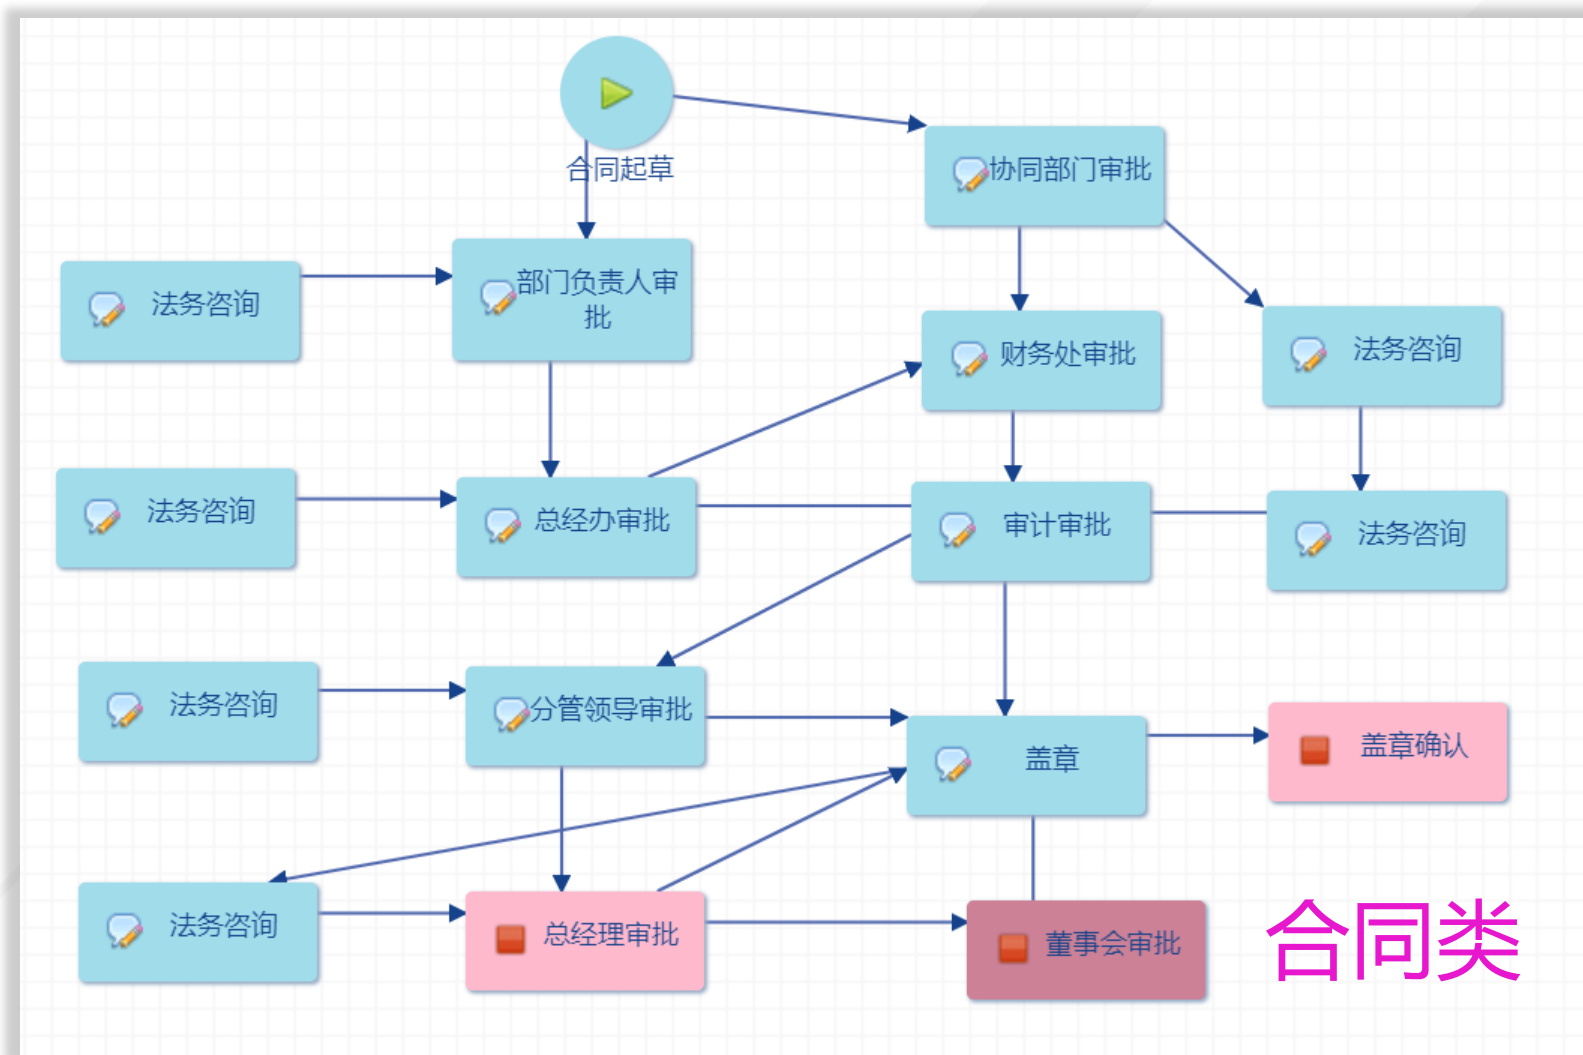 合同起草
协同部门审批
部门负责人审
批
法务咨询
财务处审批
法务咨询
法务咨询
总经办审批
审计审批
法务咨询
法务咨询
分管领导审批
盖章
盖章确认
法务咨询
总经理审批
董事会审批
合同类